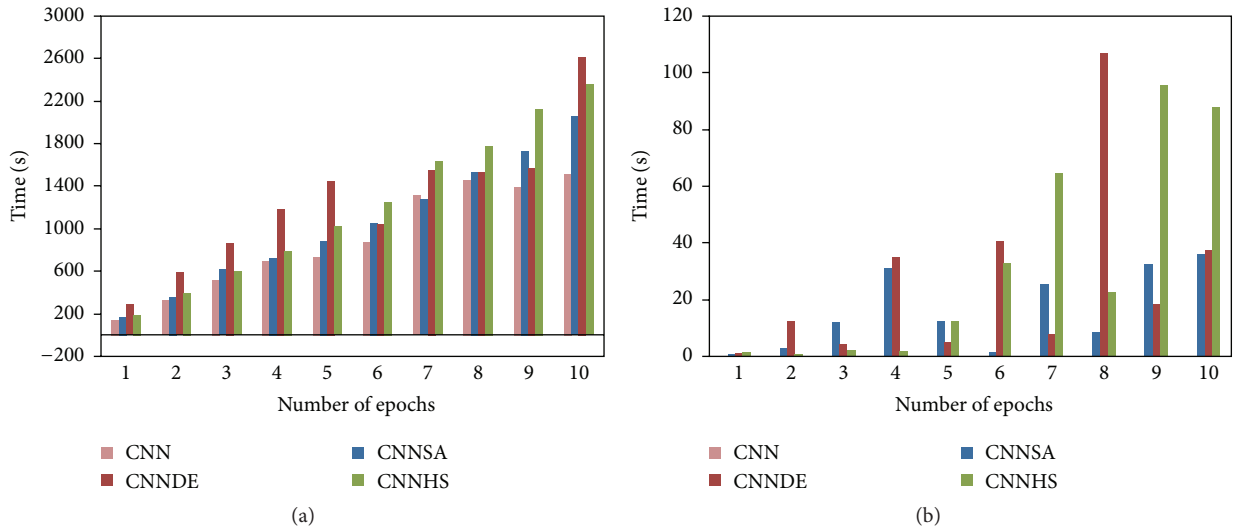 3000
2600
2200
1800
1400
1000
600
200
−200
Time (s)
1 2 3 4 5 6 7 8 9 10
Number of epochs
CNN
CNNSA
CNNDE
CNNHS
(a)
120
100
80
60
40
20
0
Time (s)
1 2 3 4 5 6 7 8 9 10
Number of epochs
CNN
CNNSA
CNNDE
CNNHS
(b)